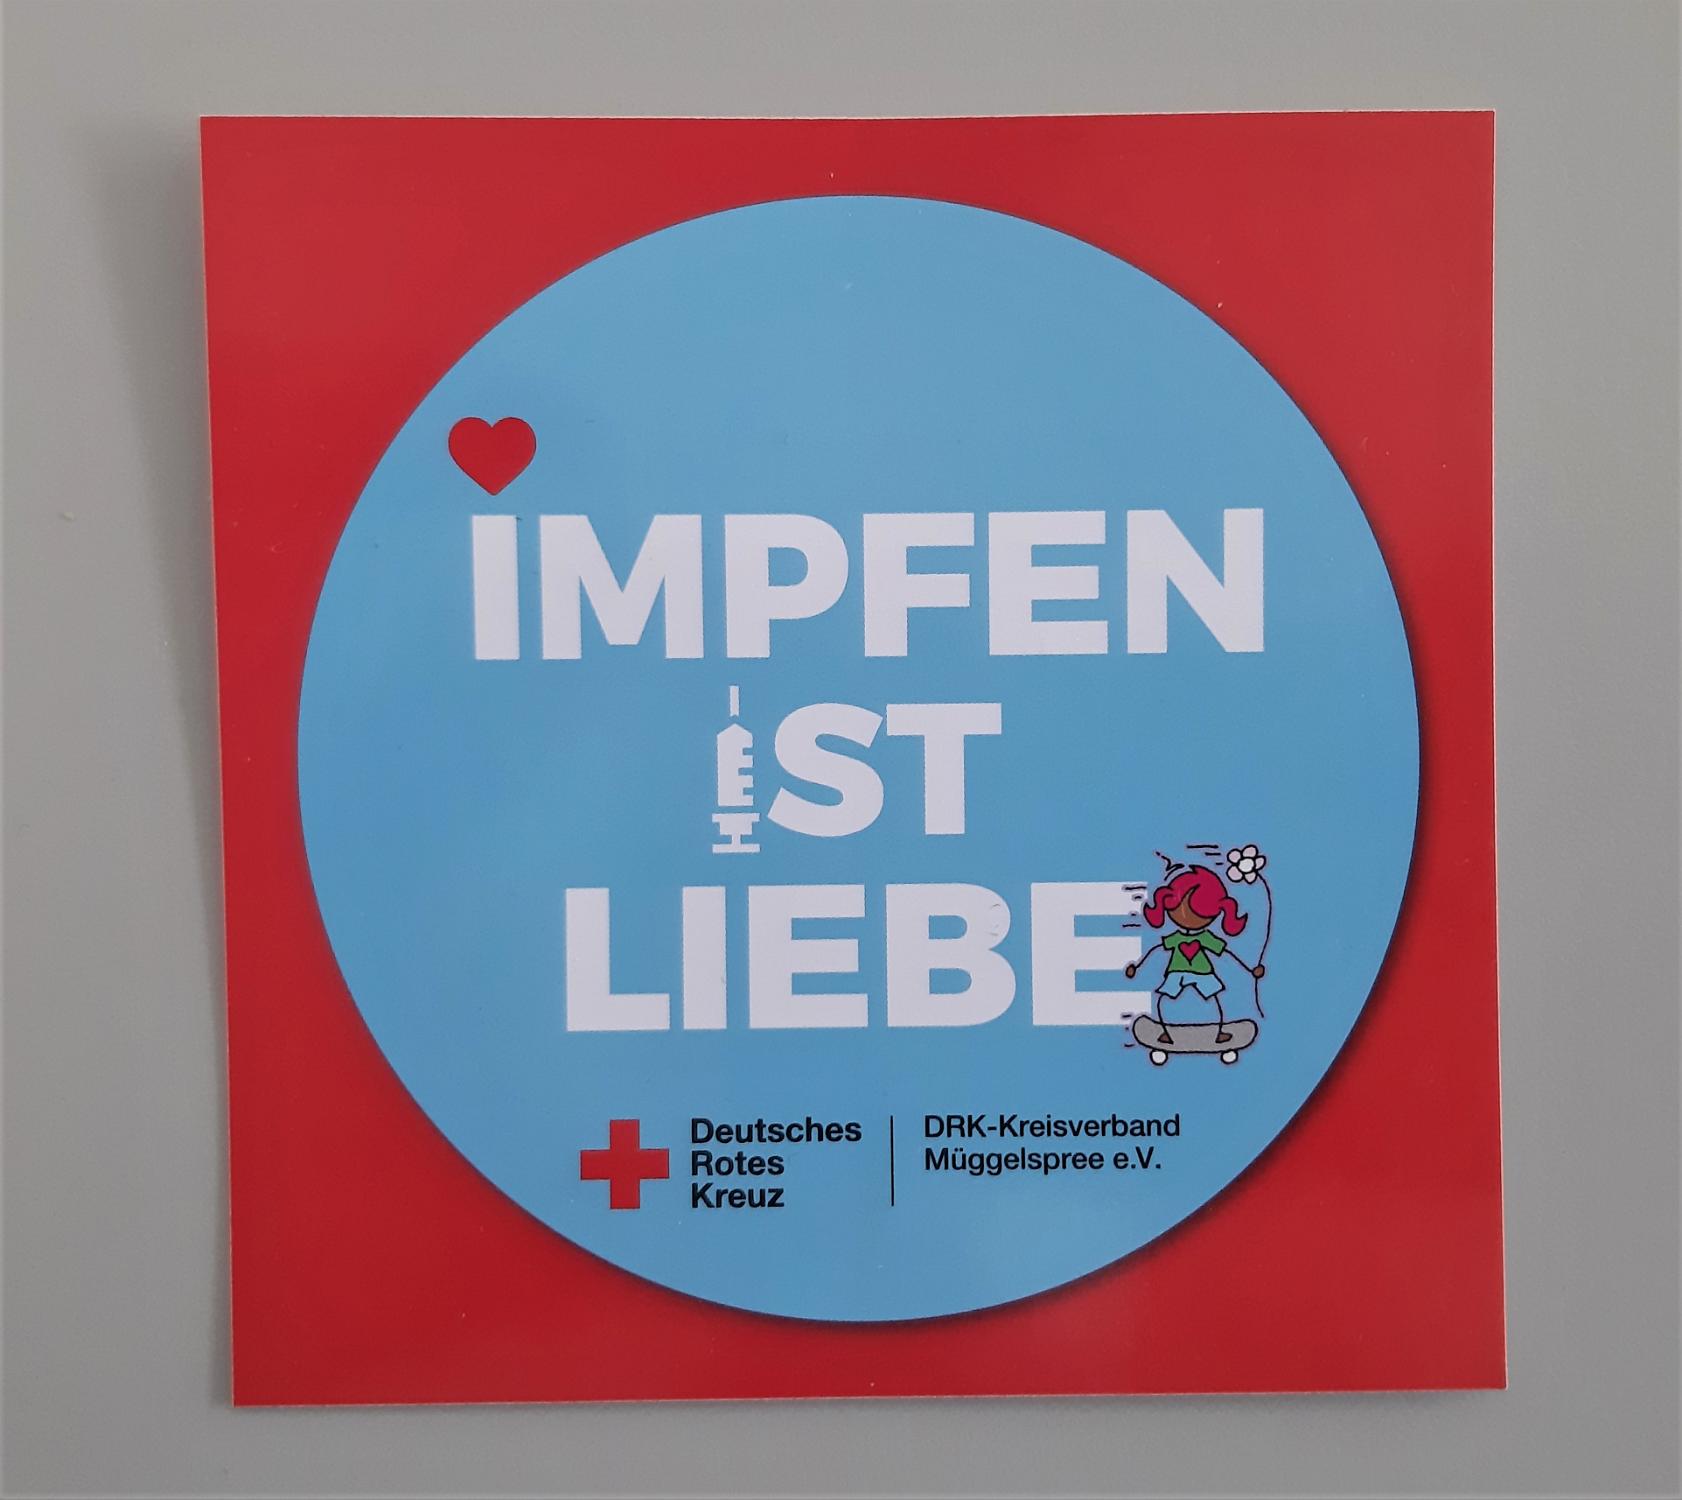 IMPFEN
IST
LIEBE
Deutsches
Rotes
Kreuz
DRK-Kreisverband
Müggelspree e.V.